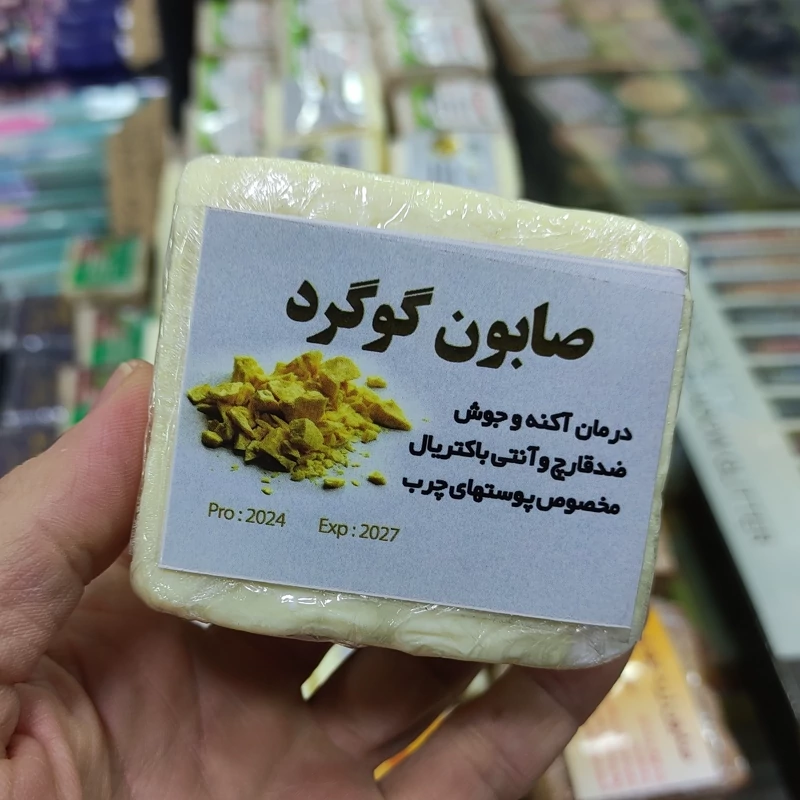 صابون گوگرد
درمان آکنه و جوش
ضدقارچ و آنتی باکتریال
مخصوص پوستهای چرب
Pro : 2024 Exp : 2027